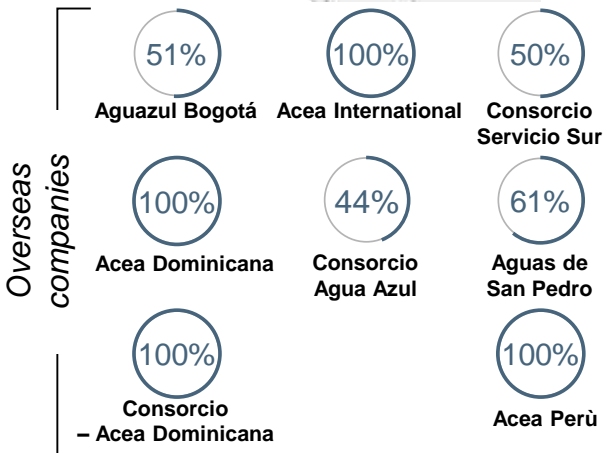 51%
100%
50%
Aguazul Bogotá
Acea International
Consorcio
Servicio Sur
Overseas
companies
100%
44%
61%
Acea Dominicana
Consorcio
Agua Azul
Aguas de
San Pedro
100%
100%
Consorcio
– Acea Dominicana
Acea Perù